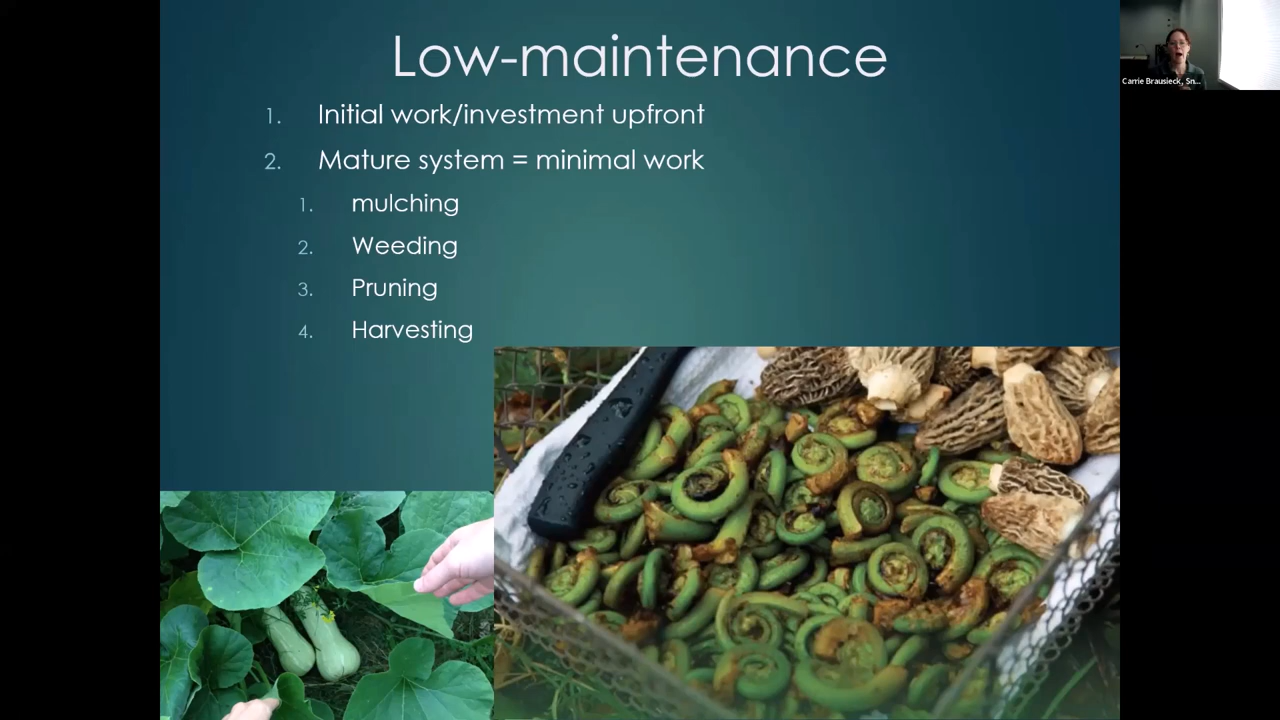 Low-maintenance
1. Initial work/investment upfront
2. Mature system = minimal work
1. mulching
2. Weeding
3. Pruning
4. Harvesting
Carrie Brausieck, Sn...